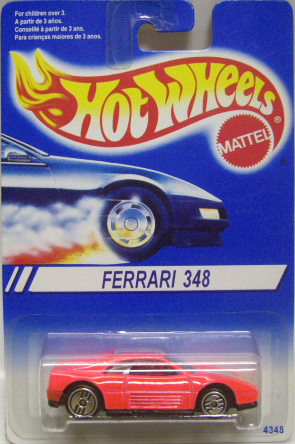 For children over 3.
A partir de 3 años.
Conseillé à partir de 3 ans.
Para crianças maiores de 3 anos.
HOT WHEELS ®
MATTEL
FERRARI 348
4348